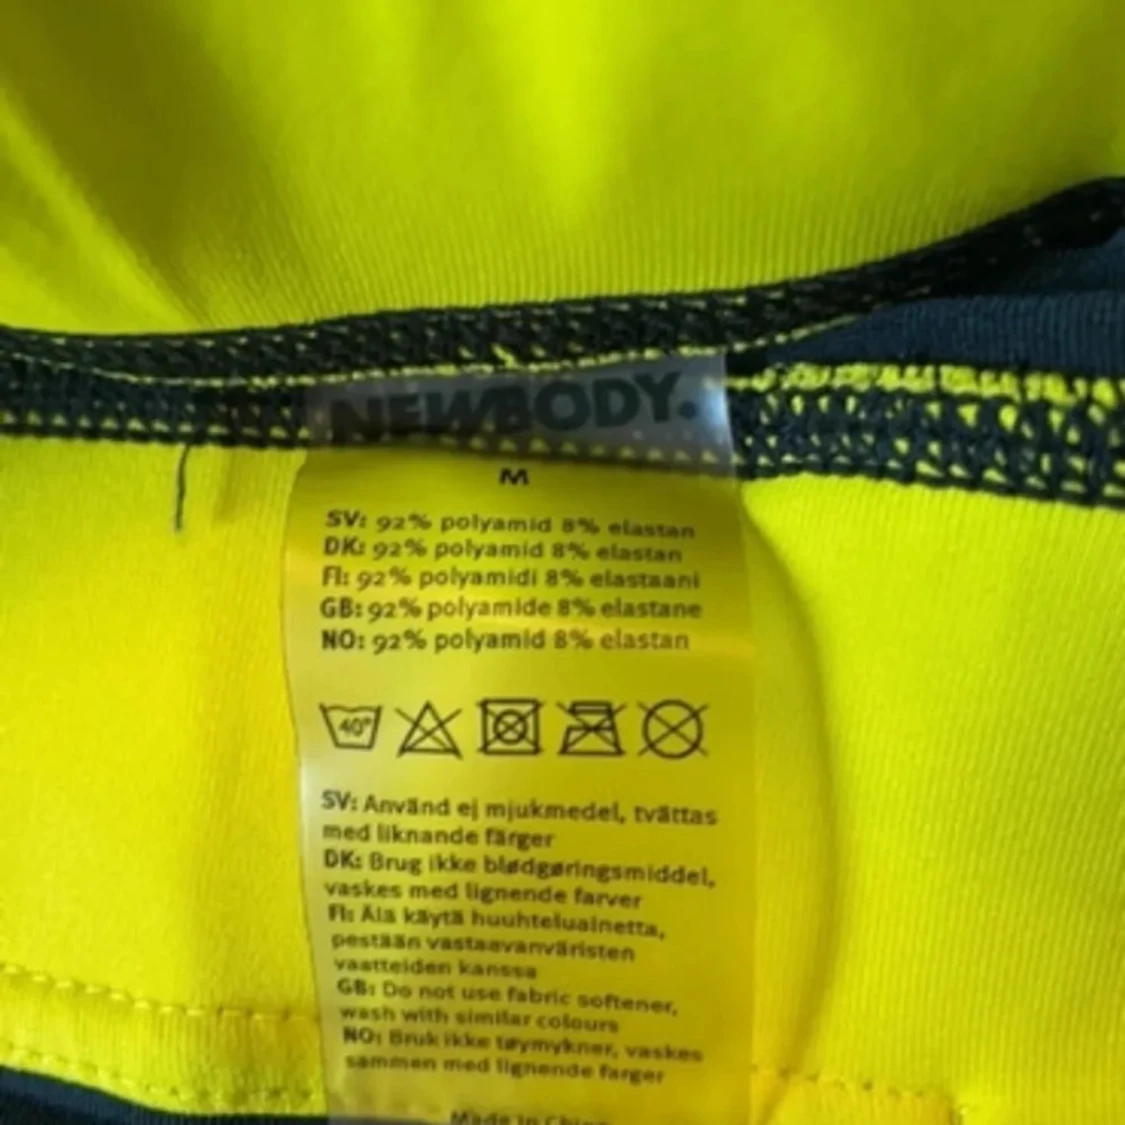 NEWBODY.
M
SV: 92% polyamid 8% elastan
DK: 92% polyamid 8% elastan
FI: 92% polyamidi 8% elastaani
GB: 92% polyamide 8% elastane
NO: 92% polyamid 8% elastan
40°
SV: Använd ej mjukmedel, tvättas
med liknande färger
DK: Brug ikke blødgøringsmiddel,
vaskes med lignende farver
FI: Äla käytä huuhteluainetta,
pestään vastaavanväristen
vaatteiden kanssa
GB: Do not use fabric softener,
wash with similar colours
NO: Bruk ikke tøymykner, vaskes
sammen med lignende farger
Made in China